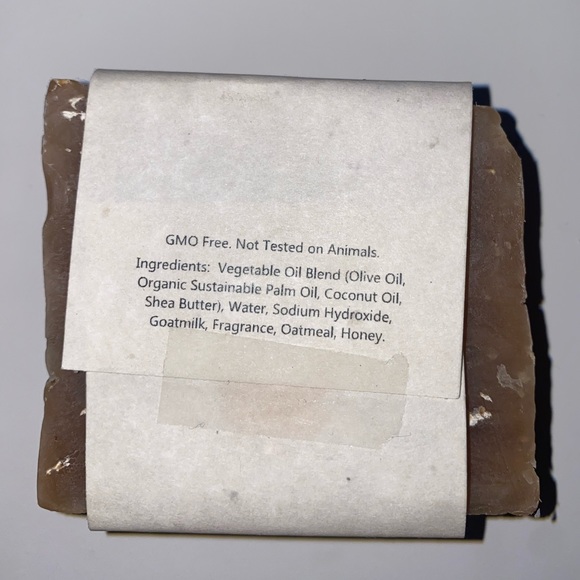 GMO Free. Not Tested on Animals.
Ingredients: Vegetable Oil Blend (Olive Oil,
Organic Sustainable Palm Oil, Coconut Oil,
Shea Butter), Water, Sodium Hydroxide,
Goatmilk, Fragrance, Oatmeal, Honey.